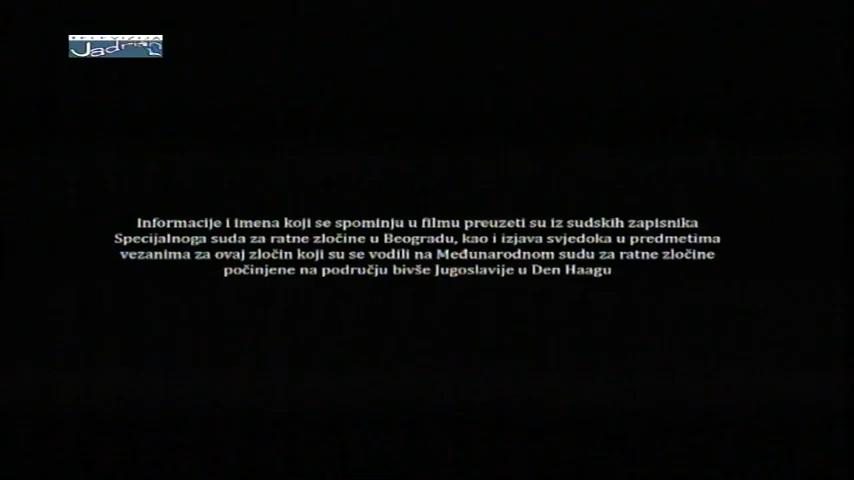 TELEVIZIJA
Jadran
Informacije i imena koji se spominju u filmu preuzeti su iz sudskih zapisnika
Specijalnoga suda za ratne zločine u Beogradu, kao i izjava svjedoka u predmetima
vezanima za ovaj zločin koji su se vodili na Međunarodnom sudu za ratne zločine
počinjene na području bivše Jugoslavije u Den Haagu